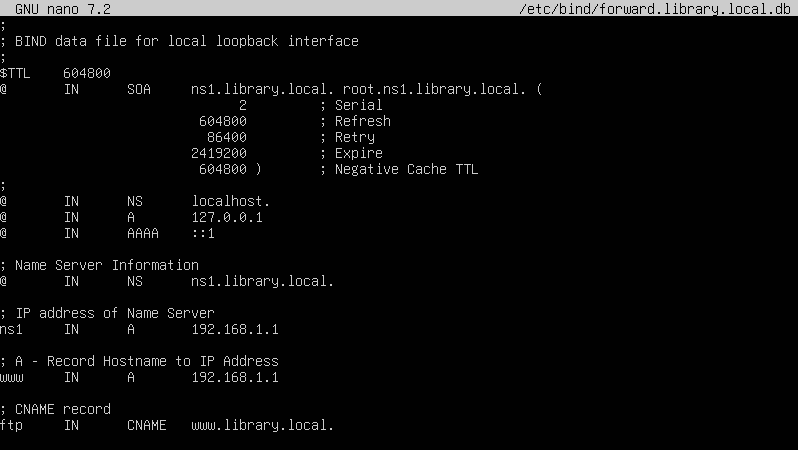 GNU nano 7.2 /etc/bind/forward.library.local.db
;
; BIND data file for local loopback interface
;
$TTL 604800
@ IN SOA ns1.library.local. root.ns1.library.local. (
2 ; Serial
604800 ; Refresh
86400 ; Retry
2419200 ; Expire
604800 ) ; Negative Cache TTL
;
@ IN NS localhost.
@ IN A 127.0.0.1
@ IN AAAA ::1
; Name Server Information
@ IN NS ns1.library.local.
; IP address of Name Server
ns1 IN A 192.168.1.1
; A - Record Hostname to IP Address
www IN A 192.168.1.1
; CNAME record
ftp IN CNAME www.library.local.